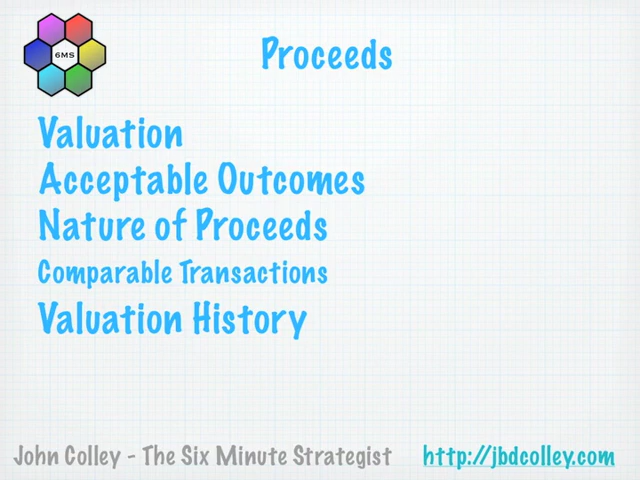 6MS
Proceeds
Valuation
Acceptable Outcomes
Nature of Proceeds
Comparable Transactions
Valuation History
John Colley - The Six Minute Strategist http://jbdcolley.com